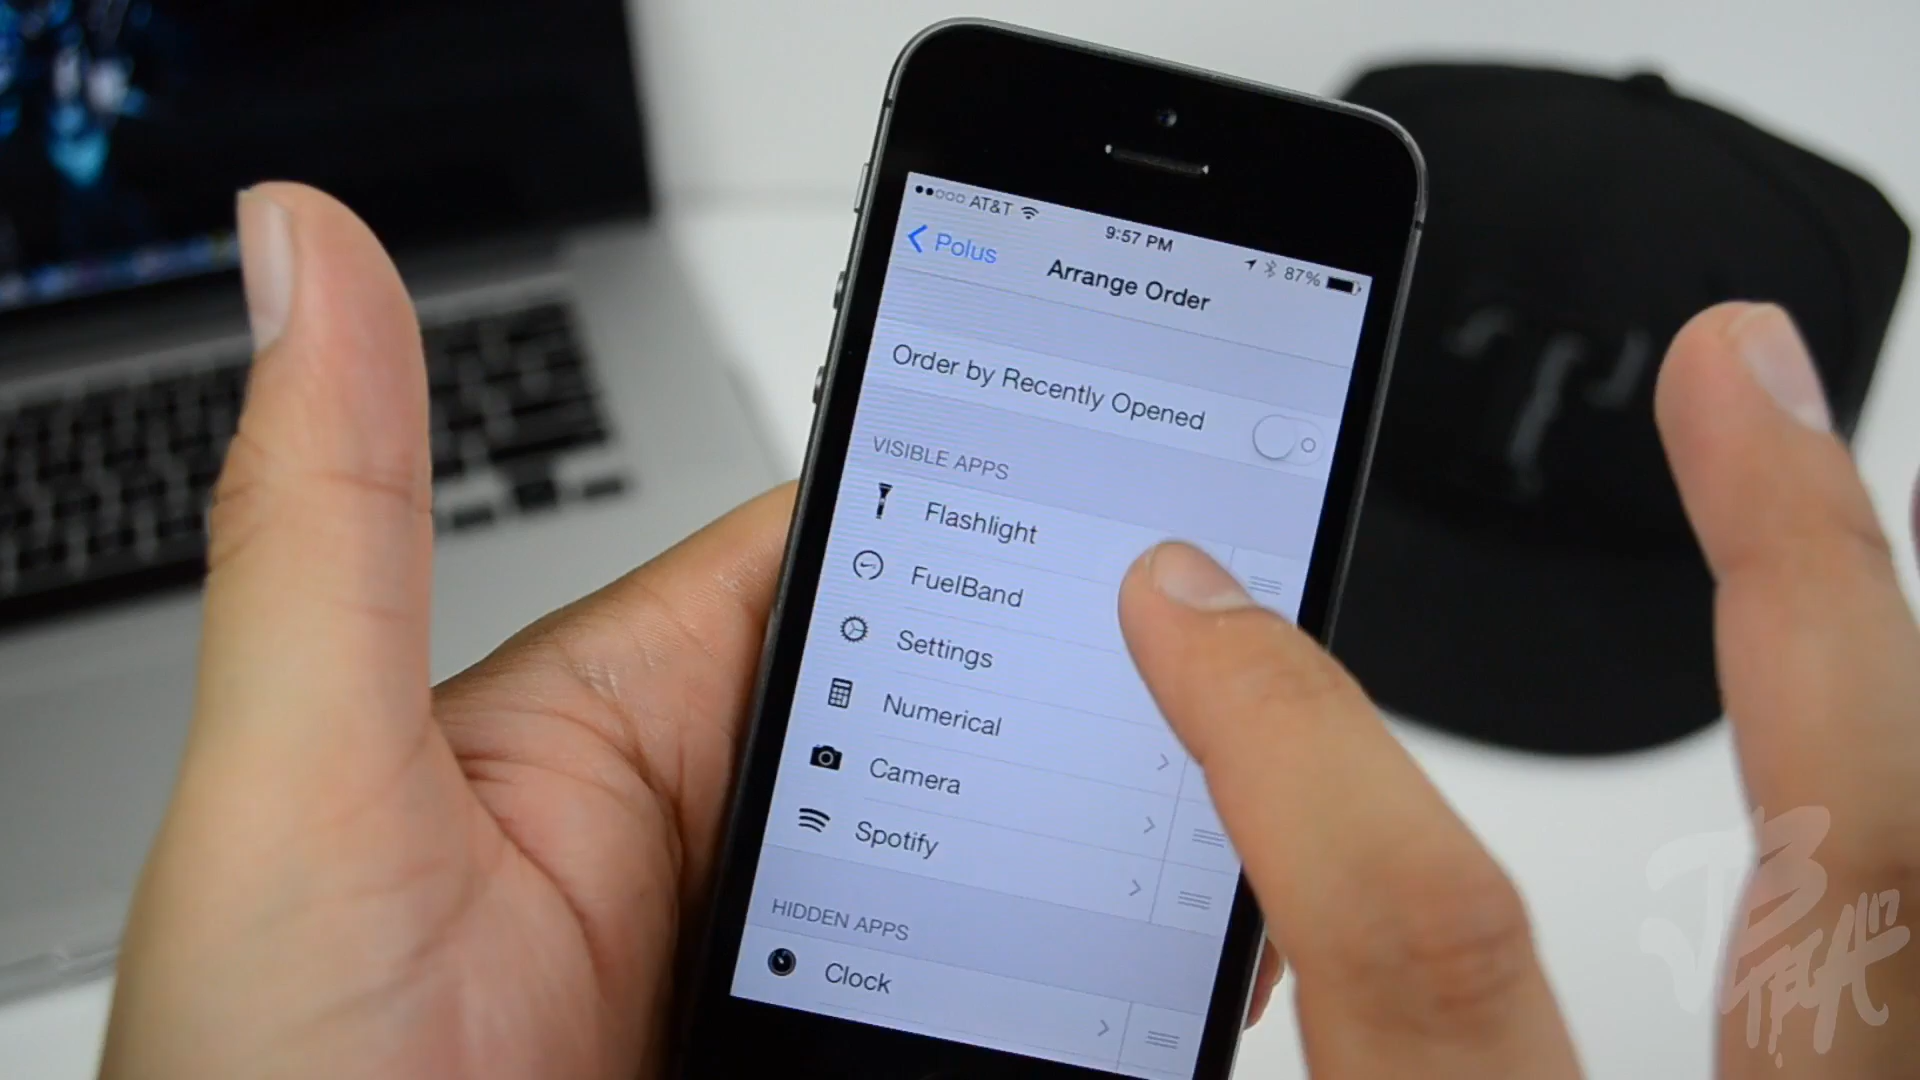 AT&T
9:57 PM
87%
Polus
Arrange Order
Order by Recently Opened
VISIBLE APPS
Flashlight
FuelBand
Settings
Numerical
Camera
Spotify
HIDDEN APPS
Clock